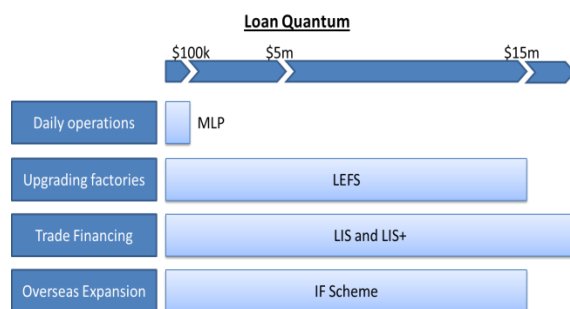 Loan Quantum
$100k $5m $15m
Daily operations MLP
Upgrading factories LEFS
Trade Financing LIS and LIS+
Overseas Expansion IF Scheme